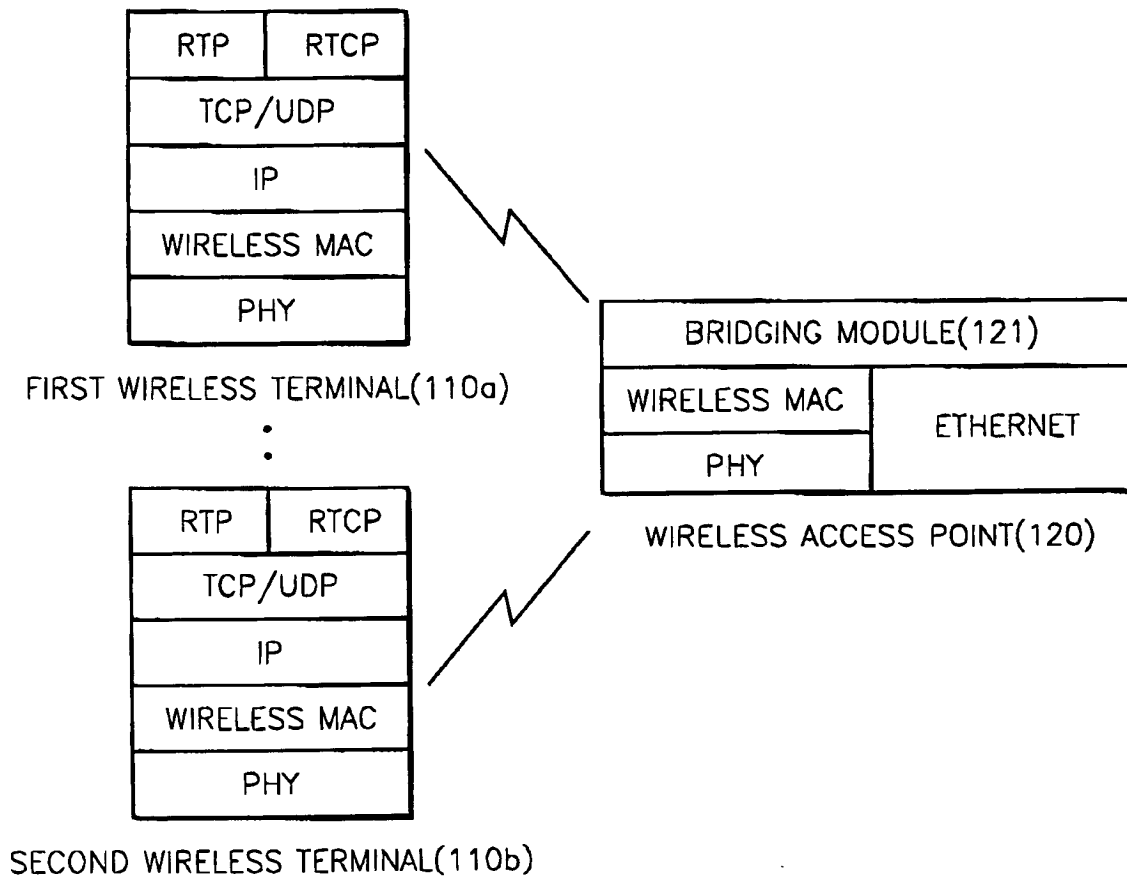 RTP RTCP
TCP/UDP
IP
WIRELESS MAC
PHY
FIRST WIRELESS TERMINAL(110a)
BRIDGING MODULE(121)
WIRELESS MAC
ETHERNET
PHY
WIRELESS ACCESS POINT(120)
RTP RTCP
TCP/UDP
IP
WIRELESS MAC
PHY
SECOND WIRELESS TERMINAL(110b)